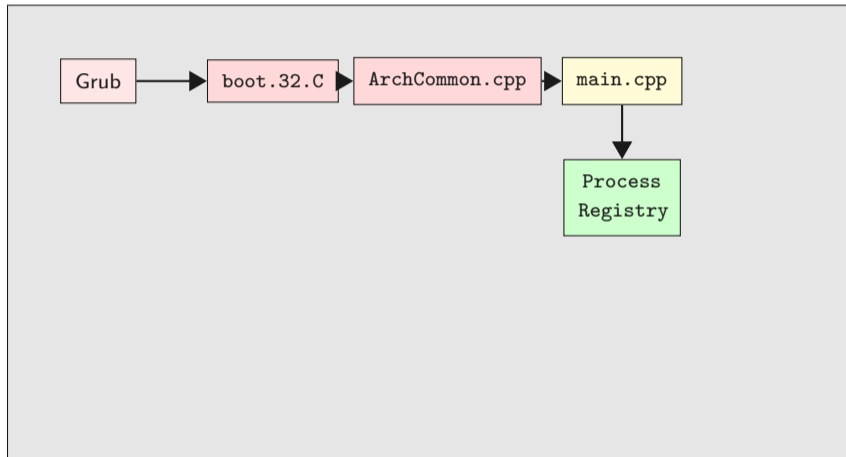 Grub
boot.32.C
ArchCommon.cpp
main.cpp
Process
Registry